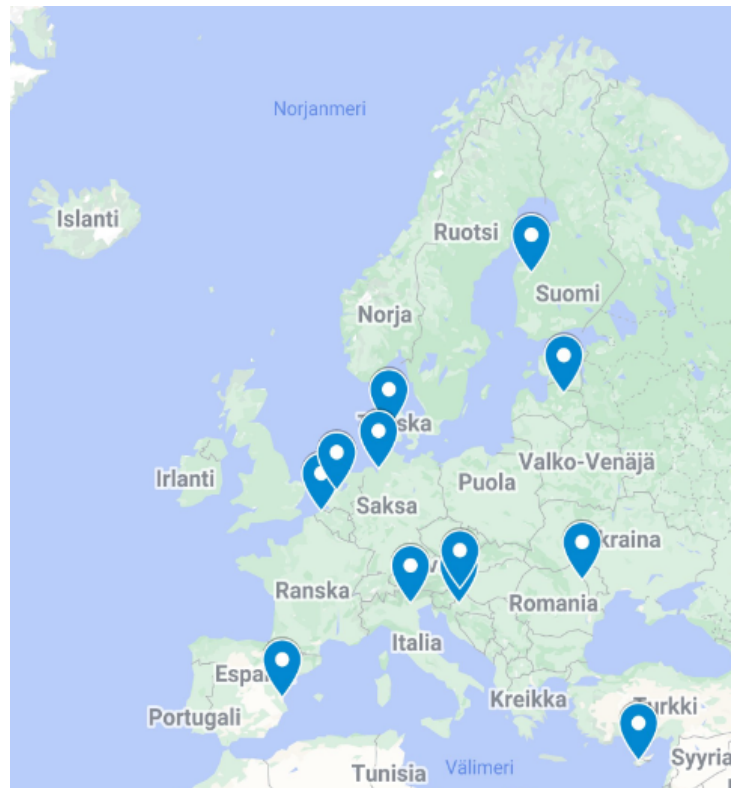 Norjanmeri
Islanti
Ruotsi
Suomi
Norja
Irlanti
Valko-Venäjä
Puola
Saksa
Ranska
Romania
Italia
Portugali
Kreikka
Turkki
Syyria
Välimeri
Tunisia